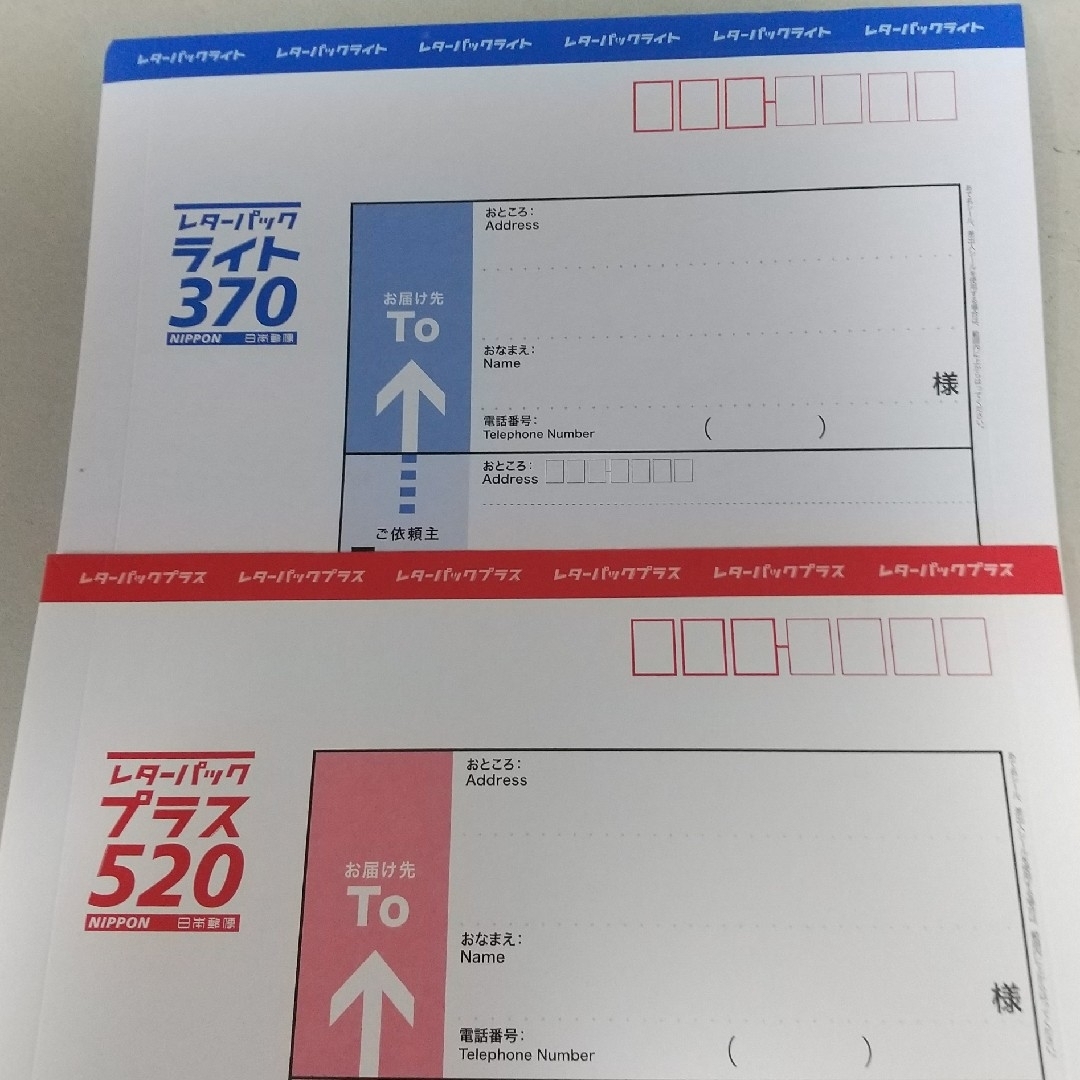 レターパックライト レターパックライト レターパックライト レターパックライト レターパックライト レターパックライト
レターパック
ライト
370
NIPPON 日本郵便
お届け先
To
おところ:
Address
おなまえ:
Name
様
電話番号:
Telephone Number ( )
おところ:
Address
ご依頼主
レターパックプラス レターパックプラス レターパックプラス レターパックプラス レターパックプラス レターパックプラス
レターパック
プラス
520
NIPPON 日本郵便
お届け先
To
おところ:
Address
おなまえ:
Name
様
電話番号:
Telephone Number ( )